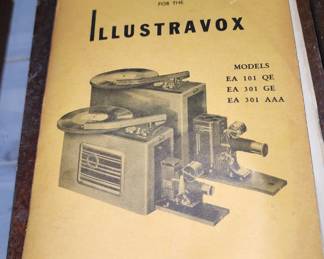 FOR THE
ILLUSTRAVOX
MODELS
EA 101 QE
EA 301 GE
EA 301 AAA